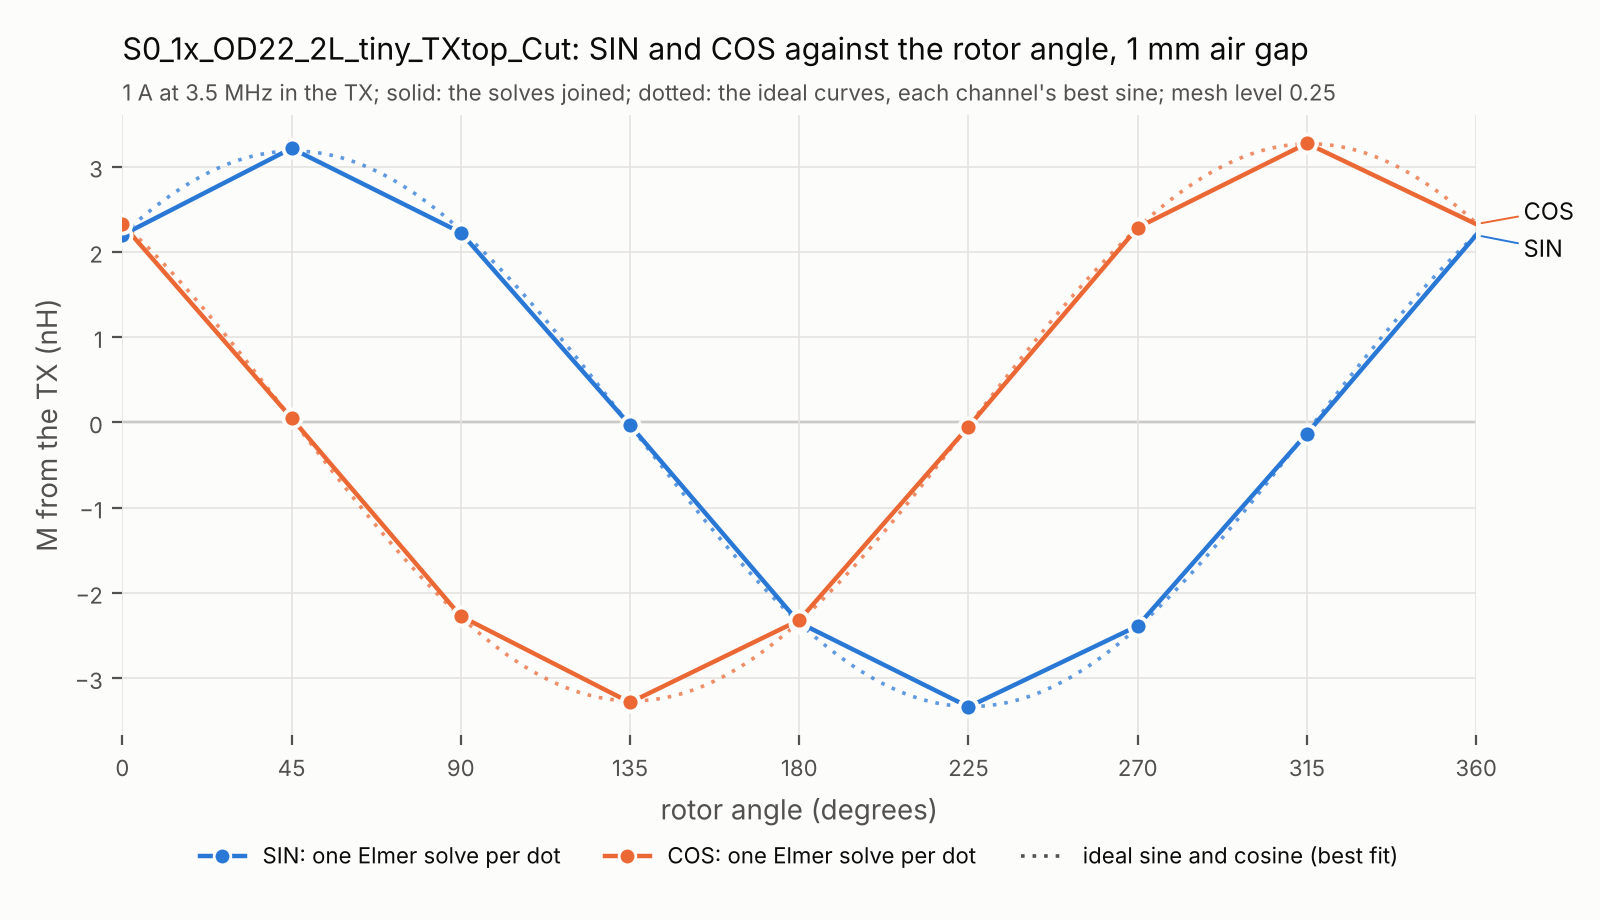 S0_1x_OD22_2L_tiny_TXtop_Cut: SIN and COS against the rotor angle, 1 mm air gap
1 A at 3.5 MHz in the TX; solid: the solves joined; dotted: the ideal curves, each channel's best sine; mesh level 0.25
M from the TX (nH)
3
2
1
0
−1
−2
−3
COS
SIN
0 45 90 135 180 225 270 315 360
rotor angle (degrees)
SIN: one Elmer solve per dot COS: one Elmer solve per dot ideal sine and cosine (best fit)